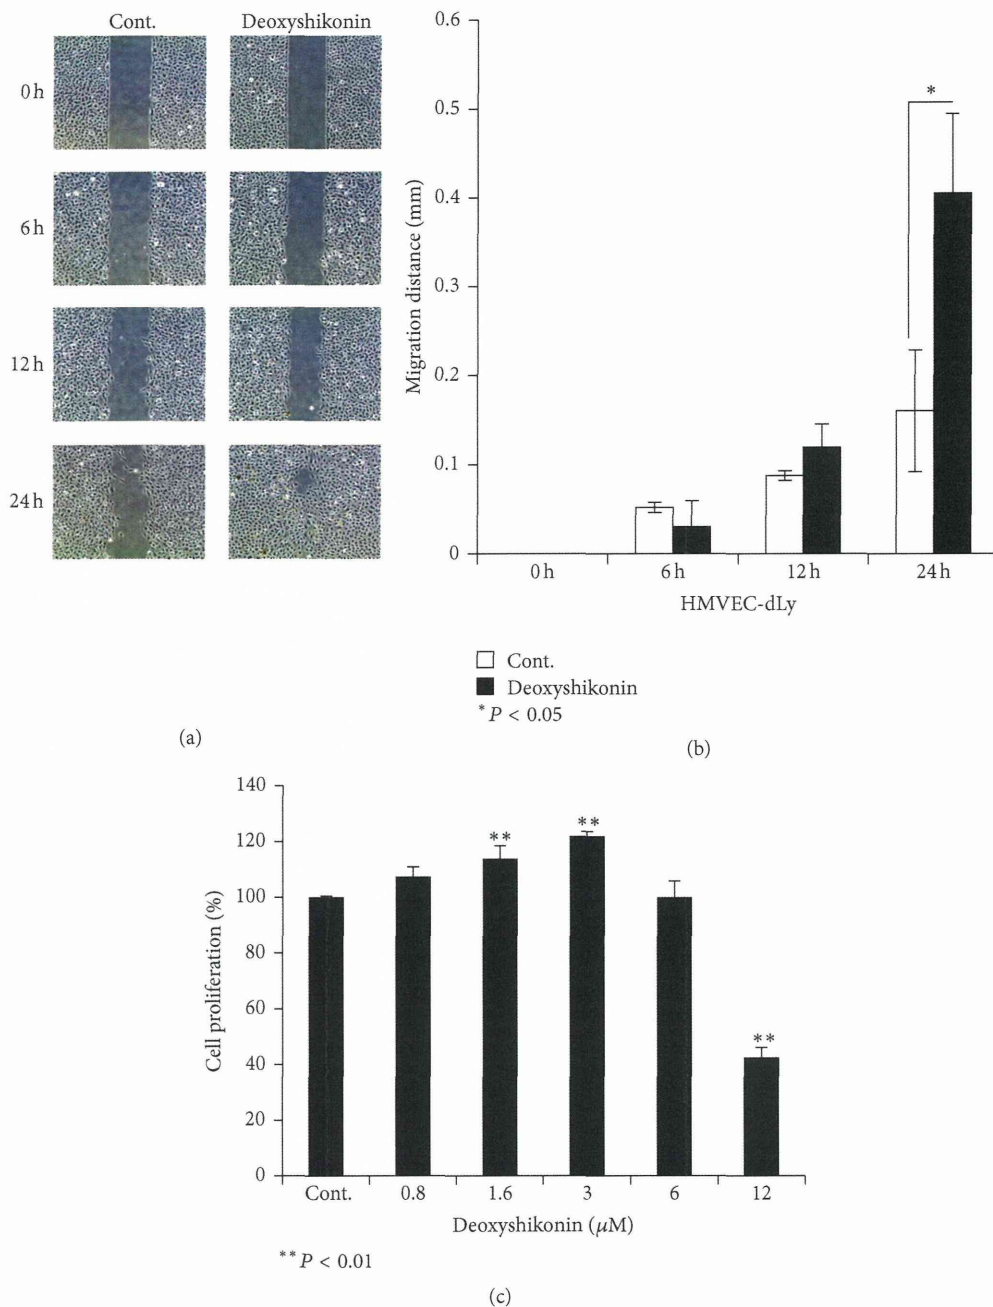 Cont. Deoxyshikonin
0 h
6 h
12 h
24 h
(a)
0.6
0.5
0.4
0.3
0.2
0.1
0
Migration distance (mm)
*
0 h 6 h 12 h 24 h
HMVEC-dLy
Cont.
Deoxyshikonin
* P < 0.05
(b)
140
120
100
80
60
40
20
0
Cell proliferation (%)
** ** **
Cont. 0.8 1.6 3 6 12
Deoxyshikonin (μM)
** P < 0.01
(c)